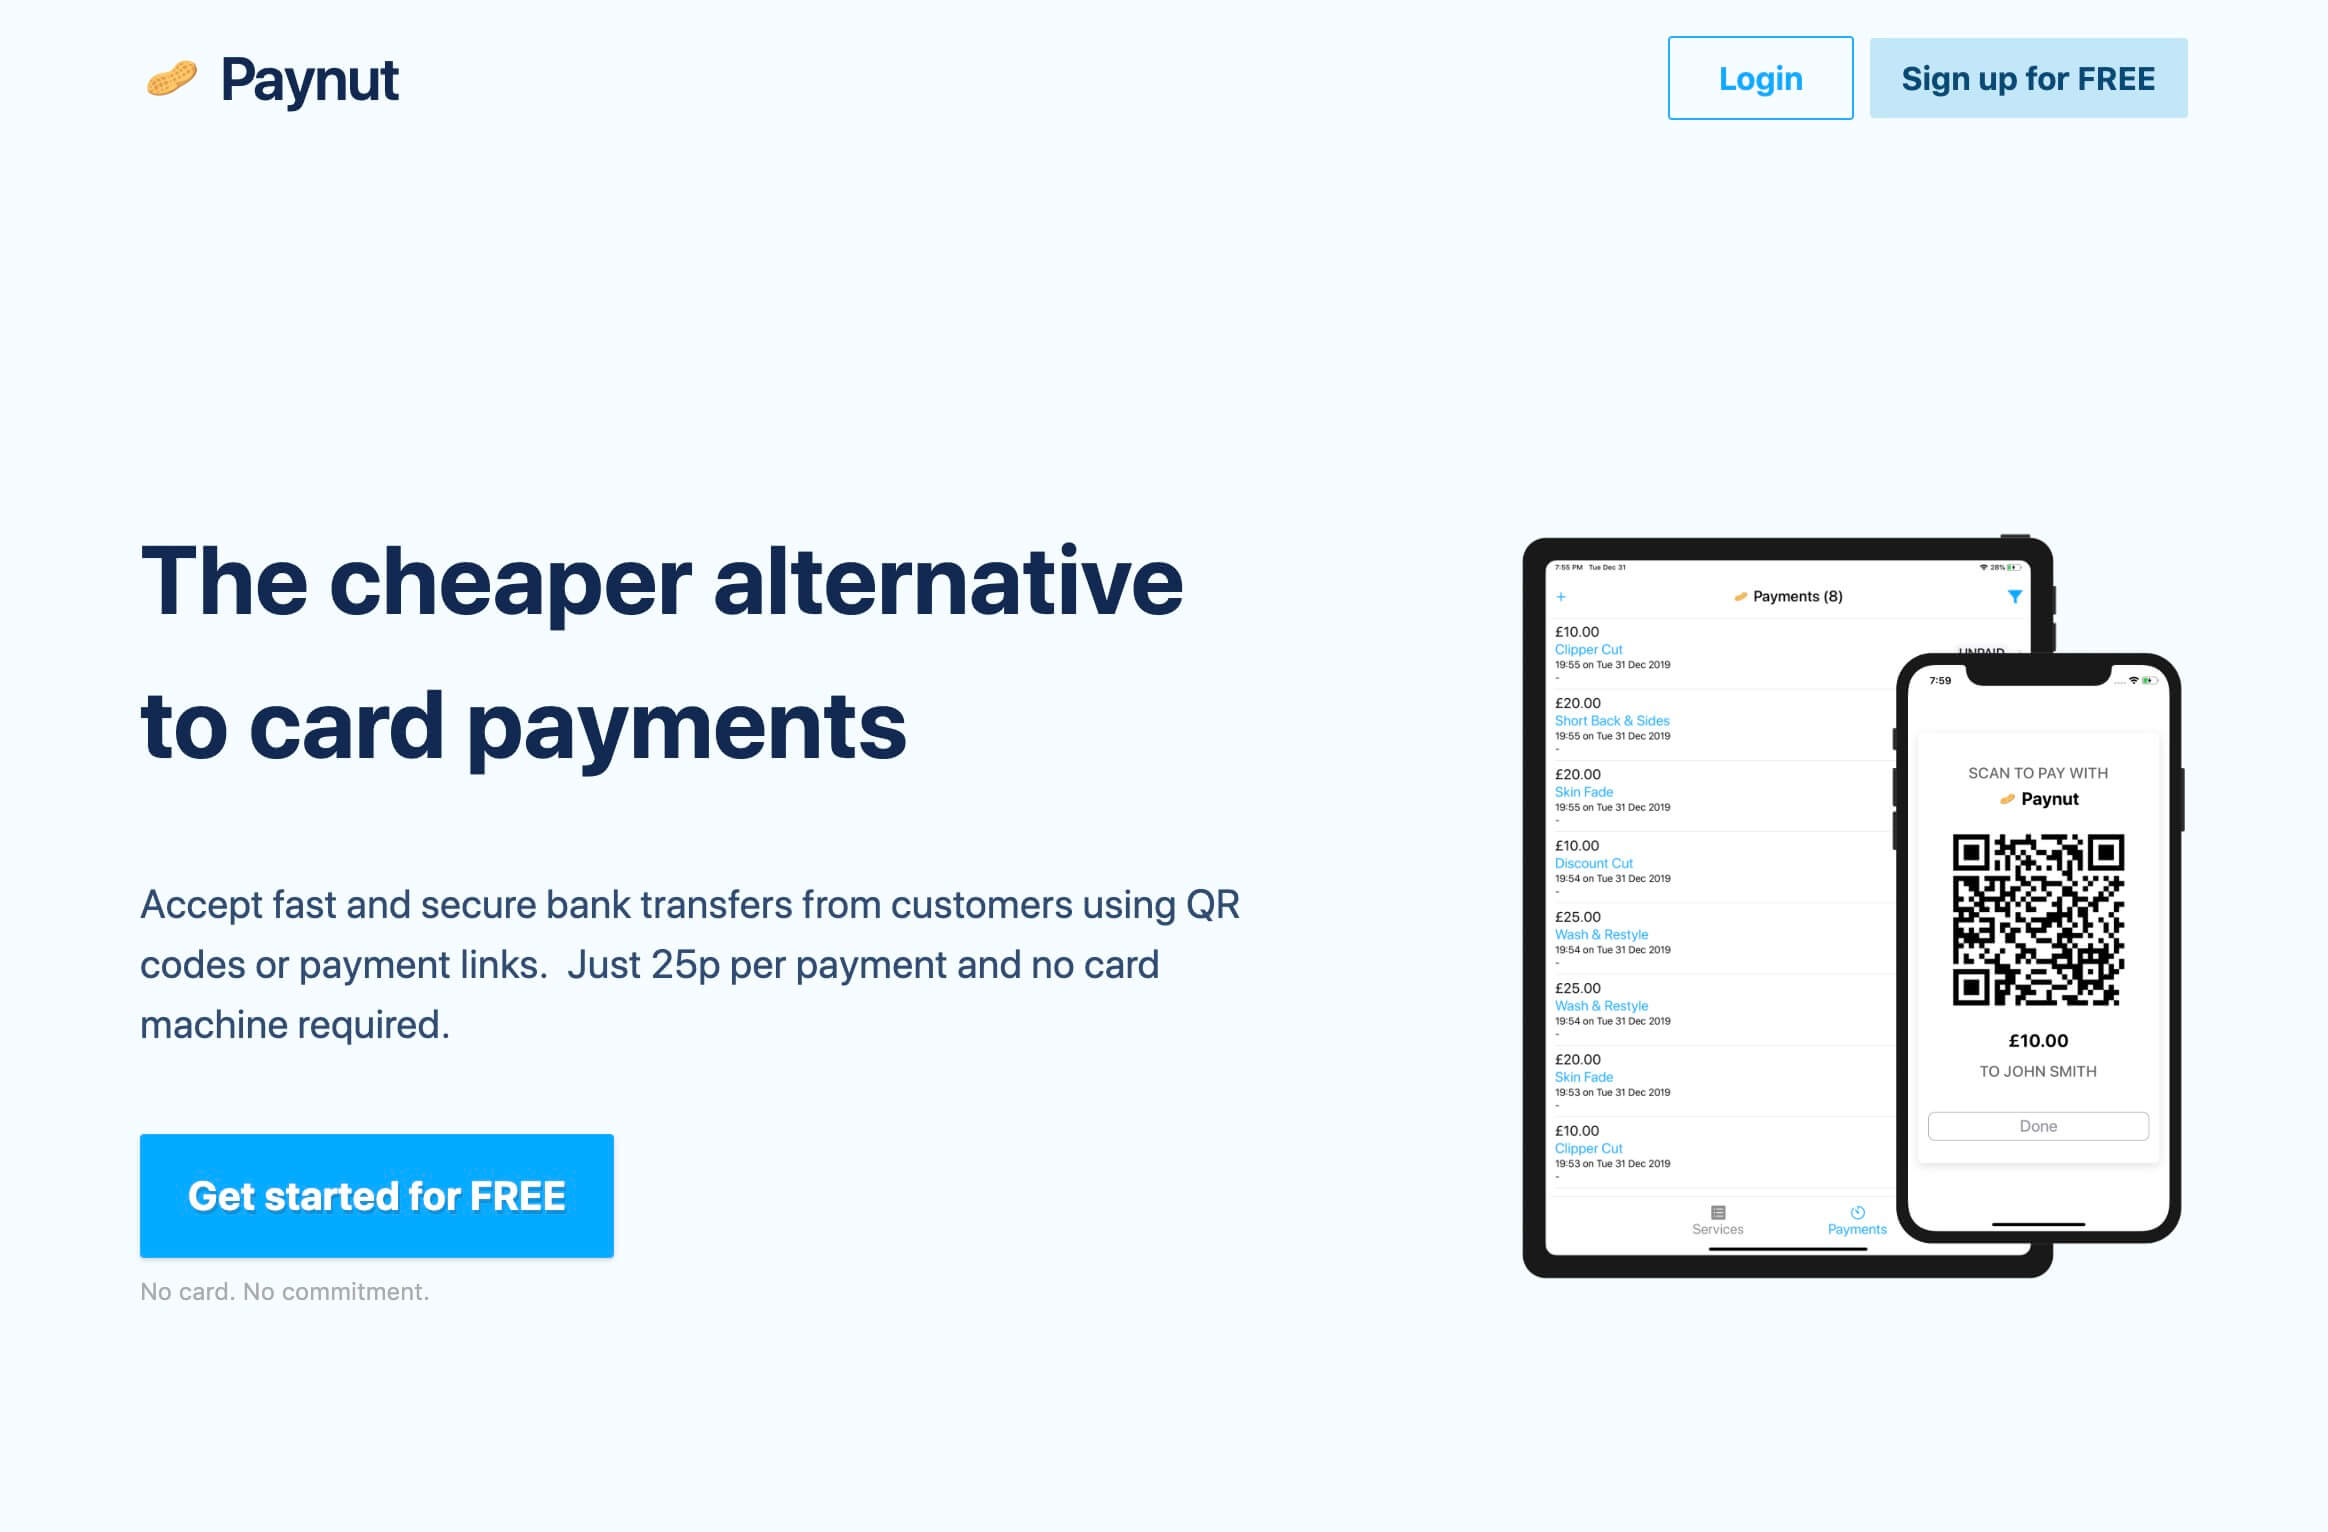 Paynut
Login
Sign up for FREE
The cheaper alternative
to card payments
Accept fast and secure bank transfers from customers using QR
codes or payment links.  Just 25p per payment and no card
machine required.
Get started for FREE
No card. No commitment.
7:55 PM Tue Dec 31
28%
+
Payments (8)
£10.00
Clipper Cut
19:55 on Tue 31 Dec 2019
-
UNPAID
£20.00
Short Back & Sides
19:55 on Tue 31 Dec 2019
-
£20.00
Skin Fade
19:55 on Tue 31 Dec 2019
-
£10.00
Discount Cut
19:54 on Tue 31 Dec 2019
-
£25.00
Wash & Restyle
19:54 on Tue 31 Dec 2019
-
£25.00
Wash & Restyle
19:54 on Tue 31 Dec 2019
-
£20.00
Skin Fade
19:53 on Tue 31 Dec 2019
-
£10.00
Clipper Cut
19:53 on Tue 31 Dec 2019
-
Services
Payments
7:59
SCAN TO PAY WITH
Paynut
£10.00
TO JOHN SMITH
Done